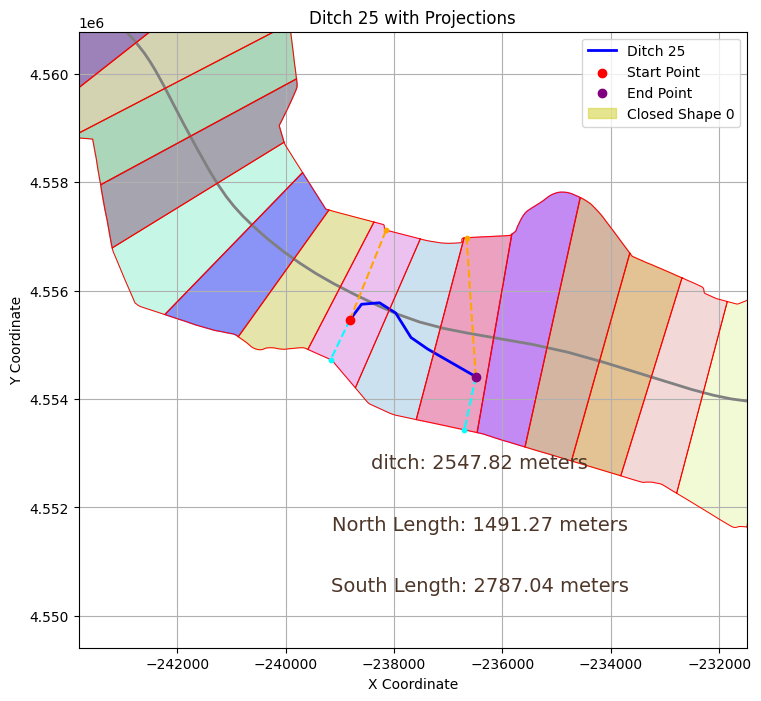 Ditch 25 with Projections
1e6
Ditch 25
Start Point
End Point
Closed Shape 0
4.560
4.558
4.556
4.554
4.552
4.550
Y Coordinate
ditch: 2547.82 meters
North Length: 1491.27 meters
South Length: 2787.04 meters
−242000
−240000
−238000
−236000
−234000
−232000
X Coordinate